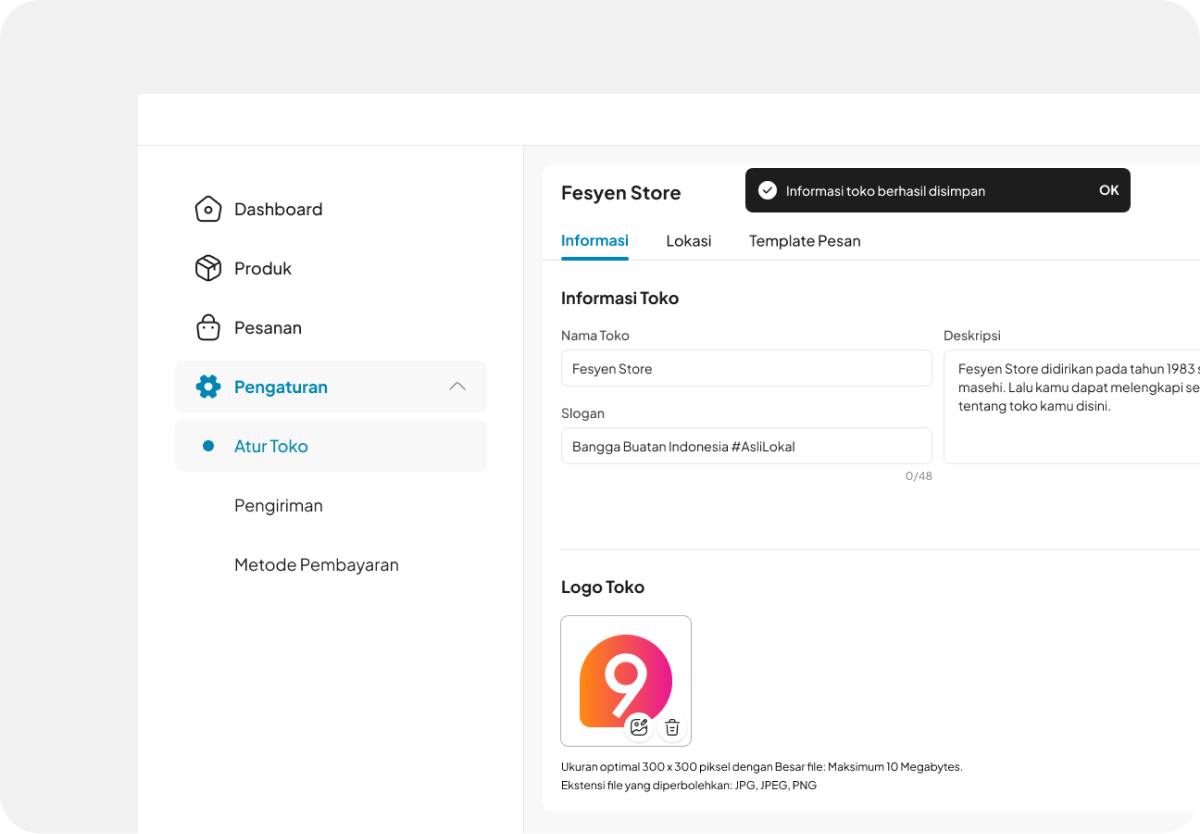 Dashboard
Produk
Pesanan
Pengaturan
Atur Toko
Pengiriman
Metode Pembayaran
Fesyen Store
Informasi toko berhasil disimpan
OK
Informasi
Lokasi
Template Pesan
Informasi Toko
Nama Toko
Fesyen Store
Slogan
Bangga Buatan Indonesia #AsliLokal
0/48
Deskripsi
Fesyen Store didirikan pada tahun 1983
masehi. Lalu kamu dapat melengkapi
tentang toko kamu disini.
Logo Toko
9
Ukuran optimal 300 x 300 piksel dengan Besar file: Maksimum 10 Megabytes.
Ekstensi file yang diperbolehkan: JPG, JPEG, PNG